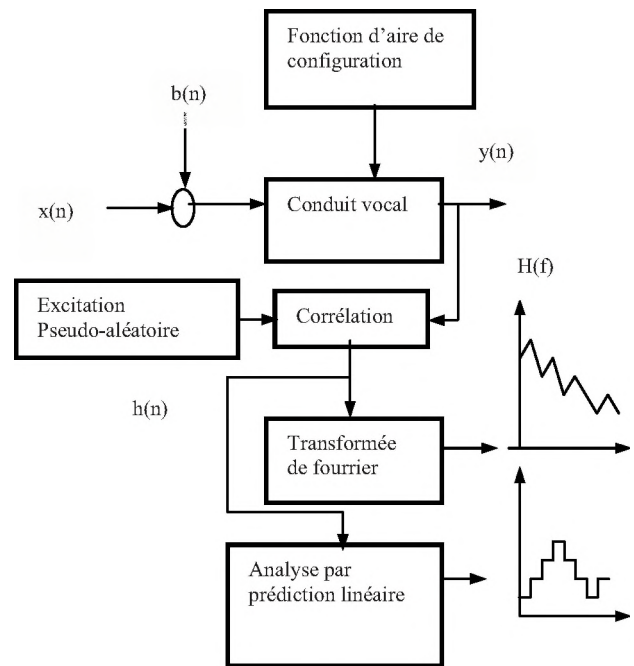 Fonction d'aire de
configuration
b(n)
y(n)
x(n)
Conduit vocal
H(f)
Excitation
Pseudo-aléatoire
Corrélation
h(n)
Transformée
de fourrier
Analyse par
prédiction linéaire